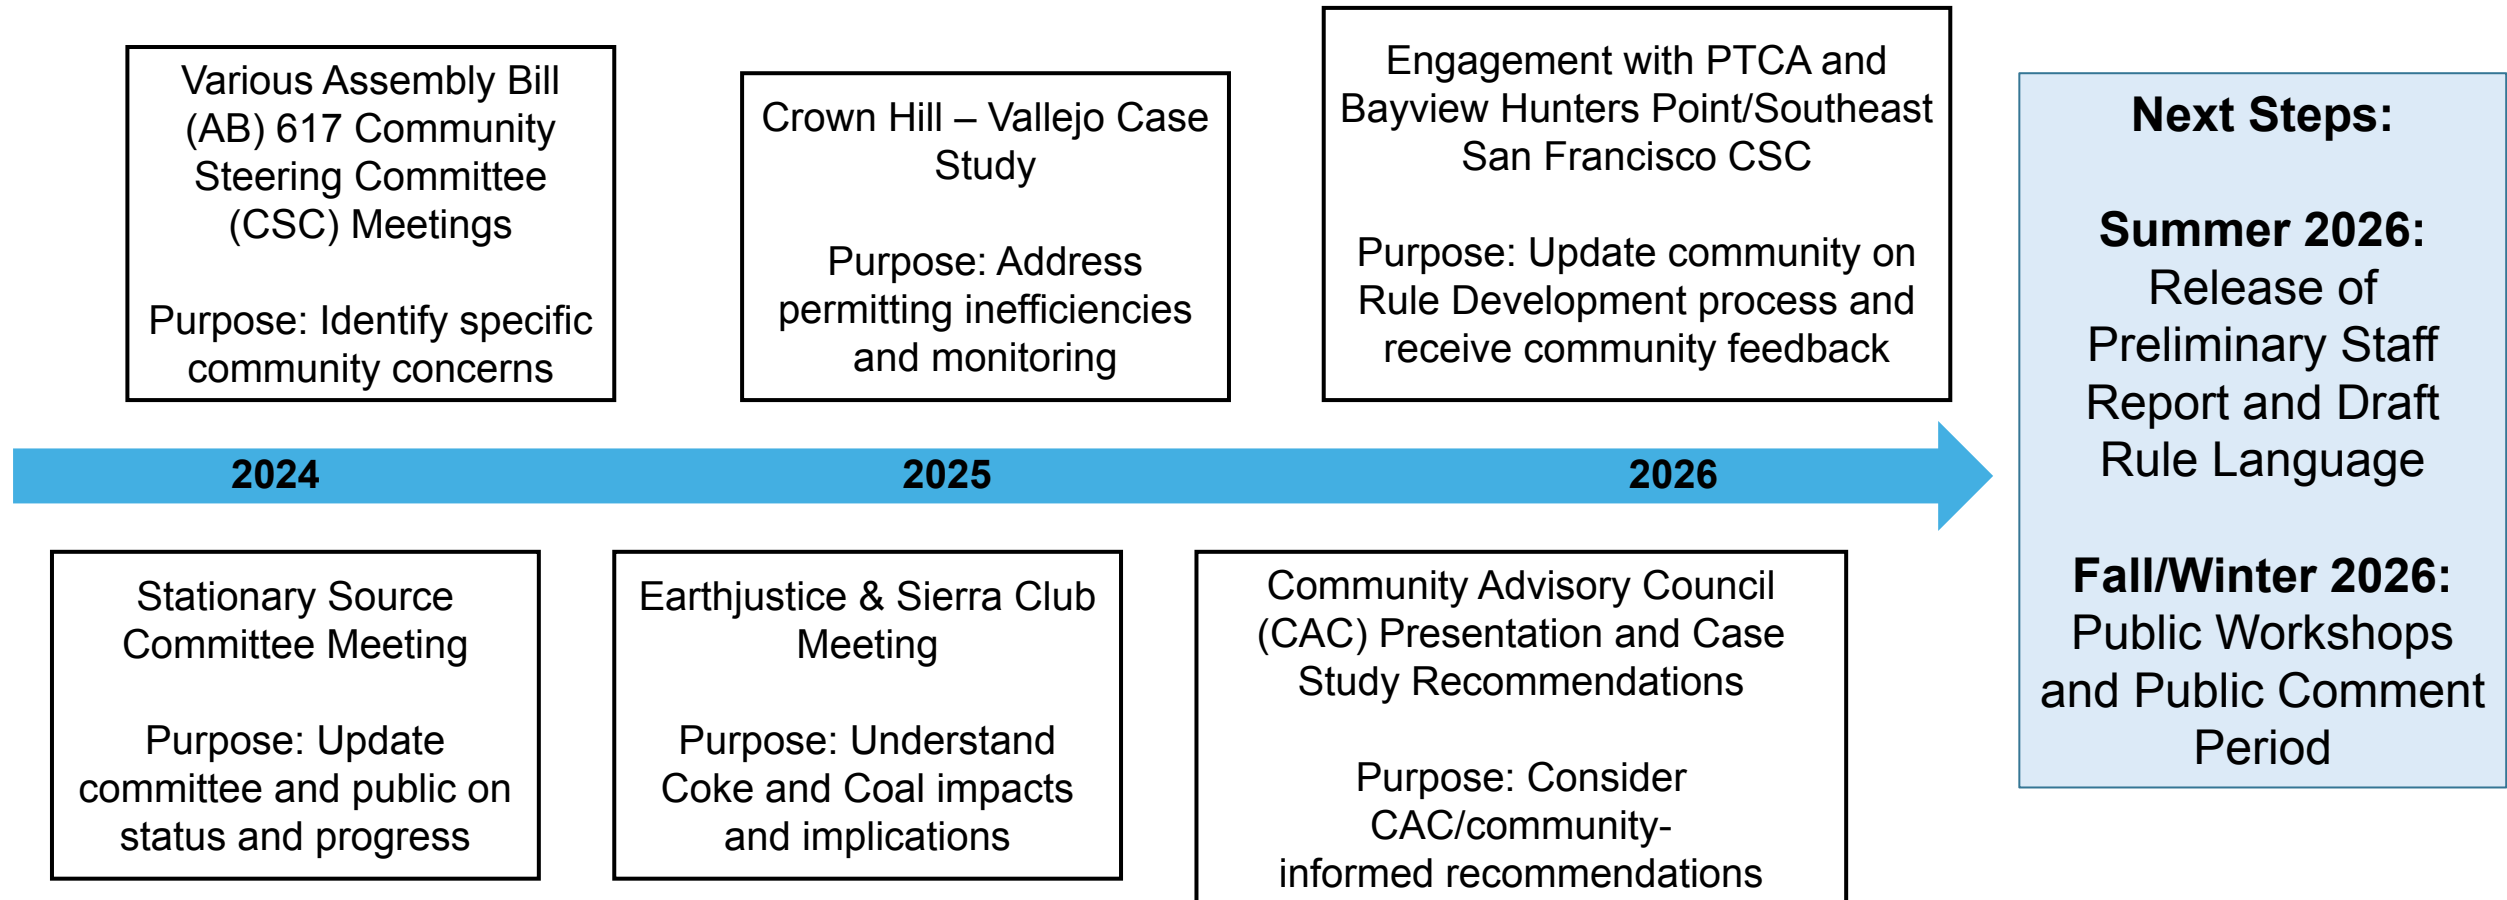 Various Assembly Bill
(AB) 617 Community
Steering Committee
(CSC) Meetings
Purpose: Identify specific
community concerns
Crown Hill – Vallejo Case
Study
Purpose: Address
permitting inefficiencies
and monitoring
Engagement with PTCA and
Bayview Hunters Point/Southeast
San Francisco CSC
Purpose: Update community on
Rule Development process and
receive community feedback
2024
2025
2026
Stationary Source
Committee Meeting
Purpose: Update
committee and public on
status and progress
Earthjustice & Sierra Club
Meeting
Purpose: Understand
Coke and Coal impacts
and implications
Community Advisory Council
(CAC) Presentation and Case
Study Recommendations
Purpose: Consider
CAC/community-
informed recommendations
Next Steps:
Summer 2026:
Release of
Preliminary Staff
Report and Draft
Rule Language
Fall/Winter 2026:
Public Workshops
and Public Comment
Period